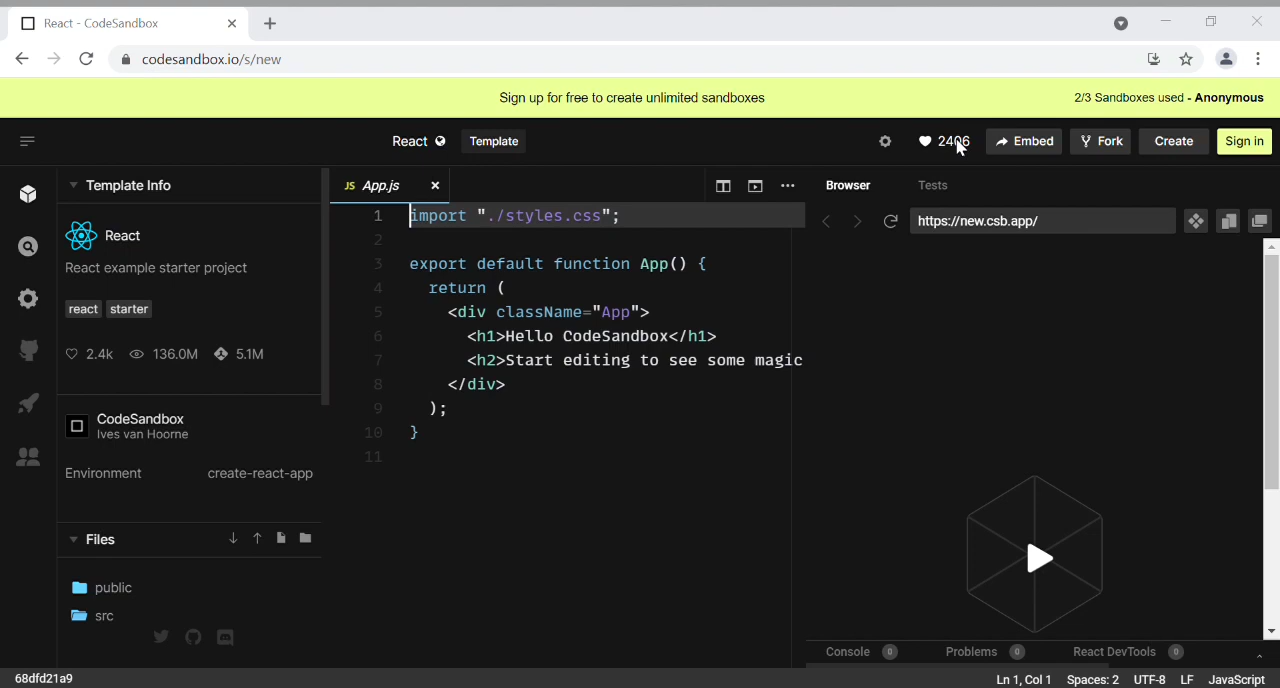 React - CodeSandbox
codesandbox.io/s/new
Sign up for free to create unlimited sandboxes
2/3 Sandboxes used - Anonymous
React
Template
2406
Embed
Fork
Create
Sign in
Template Info
React
React example starter project
react starter
2.4k 136.0M 5.1M
CodeSandbox
Ives van Hoorne
Environment create-react-app
Files
public
src
JS App.js
1 import "./styles.css";
2
3 export default function App() {
4 return (
5 <div className="App">
6 <h1>Hello CodeSandbox</h1>
7 <h2>Start editing to see some magic
8 </div>
9 );
10 }
11
Browser Tests
https://new.csb.app/
Console 0 Problems 0 React DevTools 0
68dfd21a9
Ln 1, Col 1 Spaces: 2 UTF-8 LF JavaScript